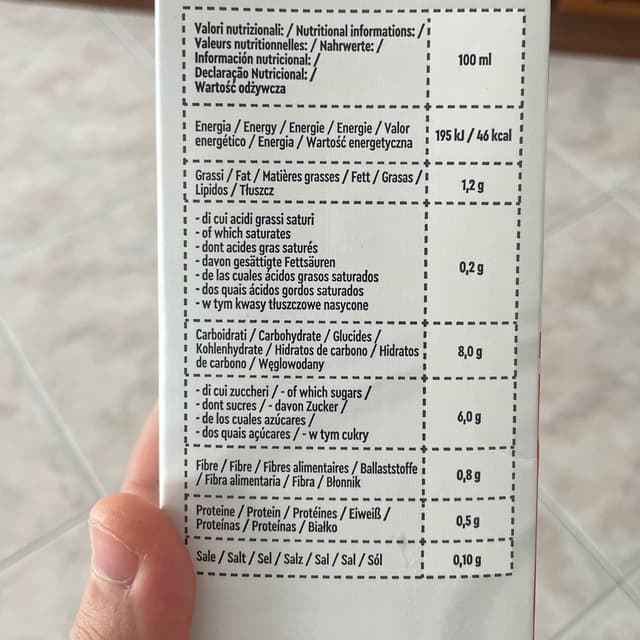 Valori nutrizionali: / Nutritional informations: /
Valeurs nutritionnelles: / Nahrwerte: /
Información nutricional: /
Declaração Nutricional: /
Wartość odżywcza
100 ml
Energia / Energy / Energie / Energie / Valor
energético / Energia / Wartość energetyczna
195 kJ / 46 kcal
Grassi / Fat / Matières grasses / Fett / Grasas /
Lipidos / Tłuszcz
1,2 g
- di cui acidi grassi saturi
- of which saturates
- dont acides gras saturés
- davon gesättigte Fettsäuren
- de las cuales ácidos grasos saturados
- dos quais ácidos gordos saturados
- w tym kwasy tłuszczowe nasycone
0,2 g
Carboidrati / Carbohydrate / Glucides /
Kohlenhydrate / Hidratos de carbono / Hidratos
de carbono / Węglowodany
8,0 g
- di cui zuccheri / - of which sugars /
- dont sucres / - davon Zucker /
- de los cuales azúcares /
- dos quais açúcares / - w tym cukry
6,0 g
Fibre / Fibre / Fibres alimentaires / Ballaststoffe
/ Fibra alimentaria / Fibra / Błonnik
0,8 g
Proteine / Protein / Protéines / Eiweiß /
Proteínas / Proteínas / Białko
0,5 g
Sale / Salt / Sel / Salz / Sal / Sal / Sól
0,10 g